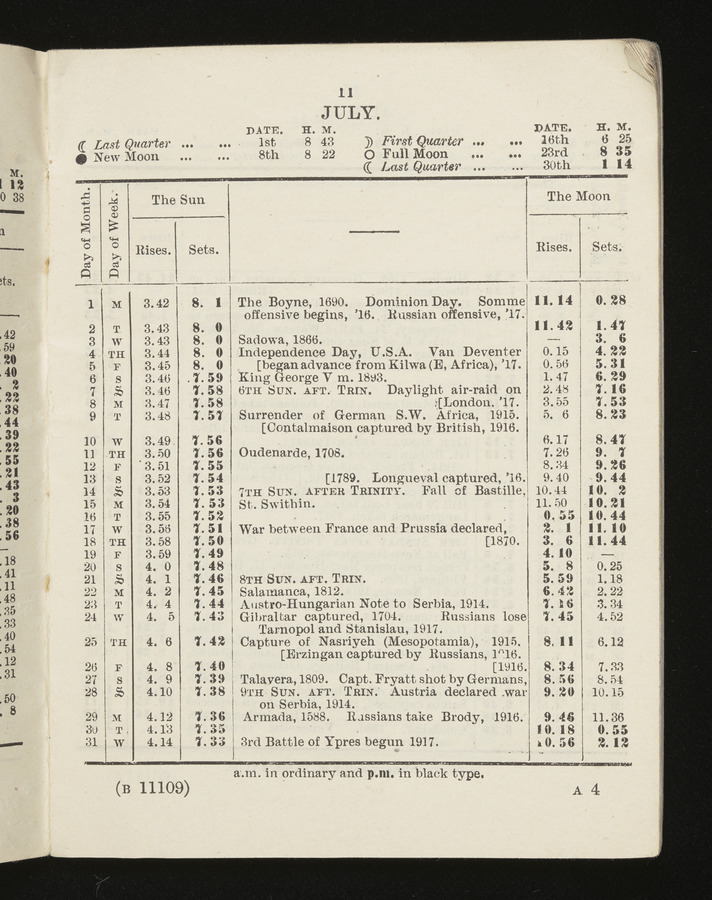 11
JULY.
DATE. H. M. DATE. H. M.
☾ Last Quarter ... ... 1st 8 43 ☽ First Quarter ... ... 16th 6 25
● New Moon ... ... 8th 8 22 ○ Full Moon ... ... 23rd 8 35
☾ Last Quarter ... ... 30th 1 14
Day of Month. Day of Week. The Sun The Moon
Rises. Sets. Rises. Sets.
1 M 3.42 8. 1 The Boyne, 1690. Dominion Day. Somme 11.14 0.28
offensive begins, '16. Russian offensive, '17.
2 T 3.43 8. 0 11.42 1.47
3 W 3.43 8. 0 Sadowa, 1866. — 3. 6
4 TH 3.44 8. 0 Independence Day, U.S.A. Van Deventer 0.15 4.22
5 F 3.45 8. 0 [began advance from Kilwa (E, Africa), '17. 0.56 5.31
6 S 3.46 7.59 King George V m. 1893. 1.47 6.29
7 S 3.46 7.58 6TH SUN. AFT. TRIN. Daylight air-raid on 2.48 7.16
8 M 3.47 7.58 [London, '17. 3.55 7.53
9 T 3.48 7.57 Surrender of German S.W. Africa, 1915. 5. 6 8.23
[Contalmaison captured by British, 1916.
10 W 3.49 7.56 6.17 8.47
11 TH 3.50 7.56 Oudenarde, 1708. 7.26 9. 7
12 F 3.51 7.55 8.34 9.26
13 S 3.52 7.54 [1789. Longueval captured, '16. 9.40 9.44
14 S 3.53 7.53 7TH SUN. AFTER TRINITY. Fall of Bastille, 10.44 10. 2
15 M 3.54 7.53 St. Swithin. 11.50 10.21
16 T 3.55 7.52 0.55 10.44
17 W 3.56 7.51 War between France and Prussia declared, 2. 1 11.10
18 TH 3.58 7.50 [1870. 3. 6 11.44
19 F 3.59 7.49 4.10 —
20 S 4. 0 7.48 5. 8 0.25
21 S 4. 1 7.46 8TH SUN. AFT. TRIN. 5.59 1.18
22 M 4. 2 7.45 Salamanca, 1812. 6.42 2.22
23 T 4. 4 7.44 Austro-Hungarian Note to Serbia, 1914. 7.16 3.34
24 W 4. 5 7.43 Gibraltar captured, 1704. Russians lose 7.45 4.52
Tarnopol and Stanislau, 1917.
25 TH 4. 6 7.42 Capture of Nasriyeh (Mesopotamia), 1915. 8.11 6.12
[Erzingan captured by Russians,
26 F 4. 8 7.40 [1916. 8.34 7.33
27 S 4. 9 7.39 Talavera, 1809. Capt. Fryatt shot by Germans, 8.56 8.54
28 S 4.10 7.38 9TH SUN. AFT. TRIN. Austria declared war 9.20 10.15
on Serbia, 1914.
29 M 4.12 7.36 Armada, 1588. Russians take Brody, 1916. 9.46 11.36
30 T 4.13 7.35 10.18 0.55
31 W 4.14 7.33 3rd Battle of Ypres begun 1917. 10.56 2.12
a.m. in ordinary and p.m. in black type.
(B 11109) A 4